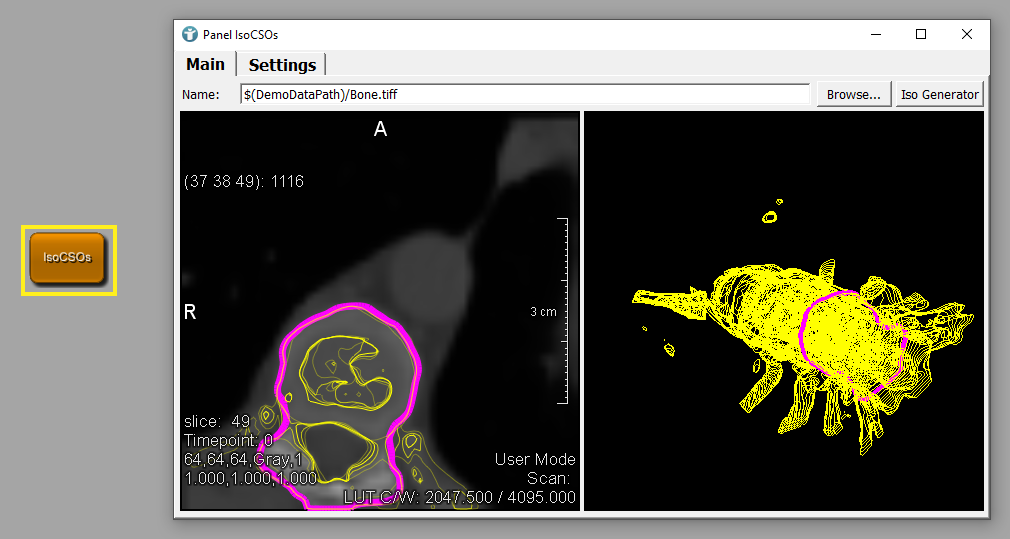 IsoCSOs
Panel IsoCSOs
Main
Settings
Name:
$(DemoDataPath)/Bone.tiff
Browse...
Iso Generator
A
(37 38 49): 1116
R
3 cm
slice: 49
Timepoint: 0
64,64,64,Gray,1
1.000,1.000,1.000
User Mode
Scan:
LUT C/W: 2047.500 / 4095.000